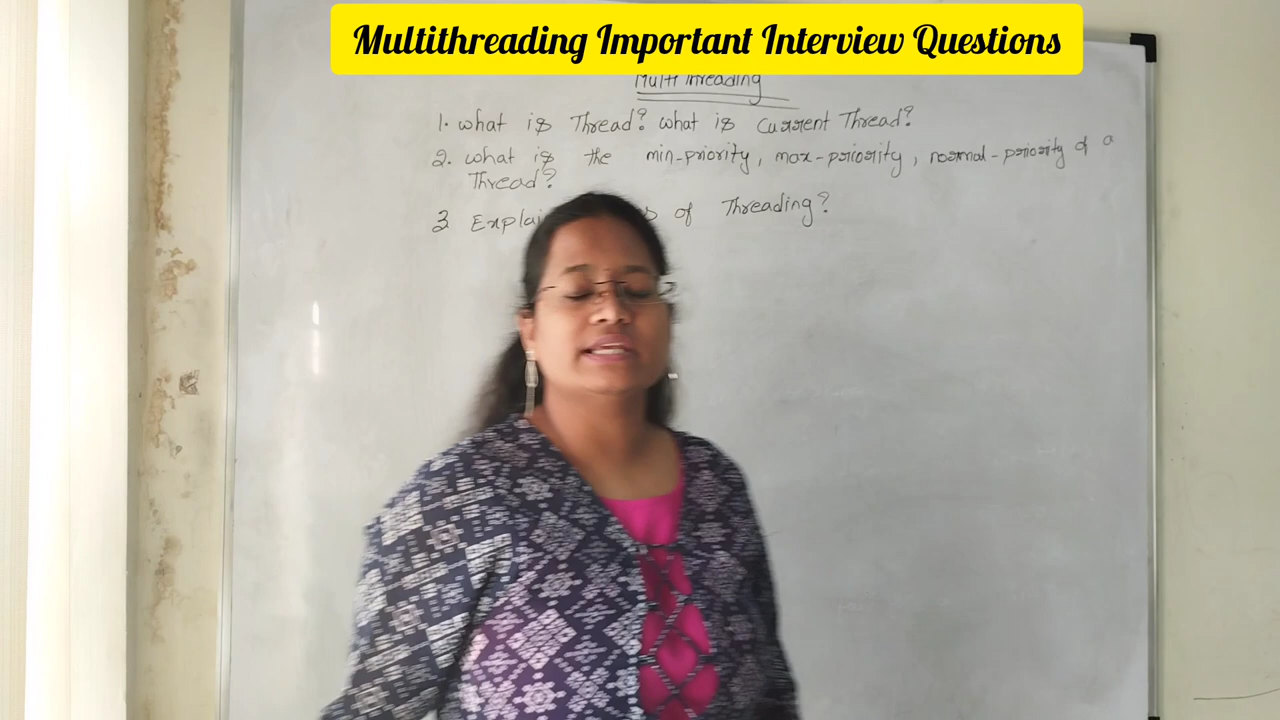 Multithreading Important Interview Questions
Multi Threading
1. What is Thread? What is Current Thread?
2. What is the min-priority, max-priority, normal-priority of a
Thread?
3 of Threading?